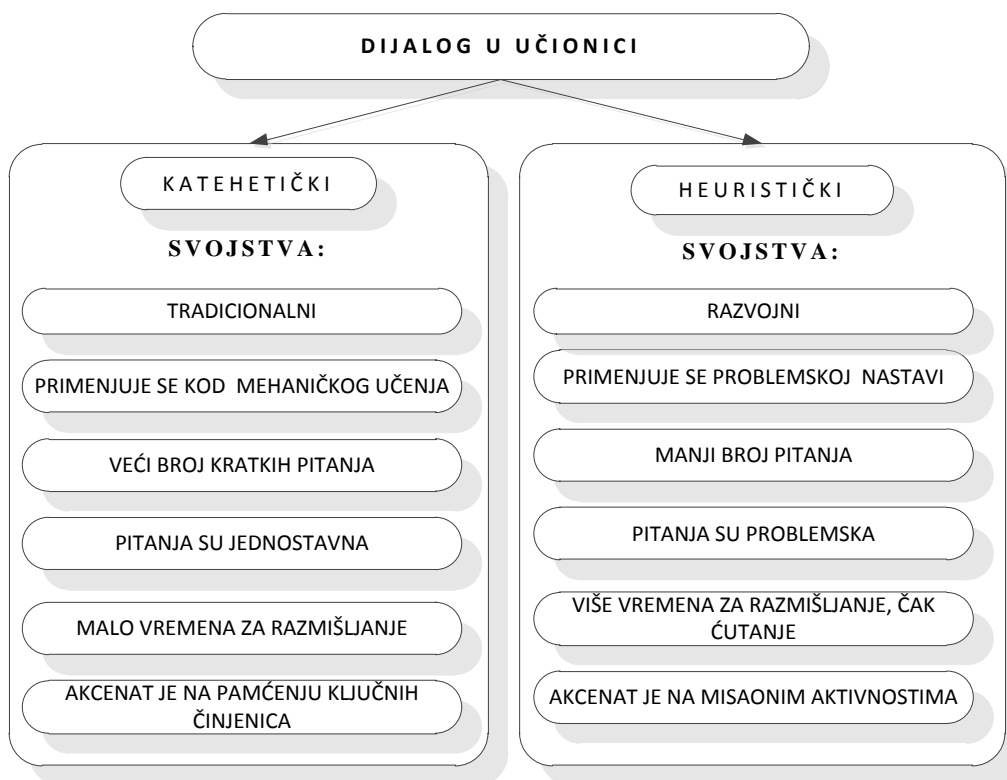 DIJALOG U UČIONICI
KATEHETIČKI
SVOJSTVA:
TRADICIONALNI
PRIMENJUJE SE KOD MEHANIČKOG UČENJA
VEĆI BROJ KRATKIH PITANJA
PITANJA SU JEDNOSTAVNA
MALO VREMENA ZA RAZMIŠLJANJE
AKCENAT JE NA PAMĆENJU KLJUČNIH
ČINJENICA
HEURISTIČKI
SVOJSTVA:
RAZVOJNI
PRIMENJUJE SE PROBLEMSKOJ NASTAVI
MANJI BROJ PITANJA
PITANJA SU PROBLEMSKA
VIŠE VREMENA ZA RAZMIŠLJANJE, ČAK
ĆUTANJE
AKCENAT JE NA MISAONIM AKTIVNOSTIMA